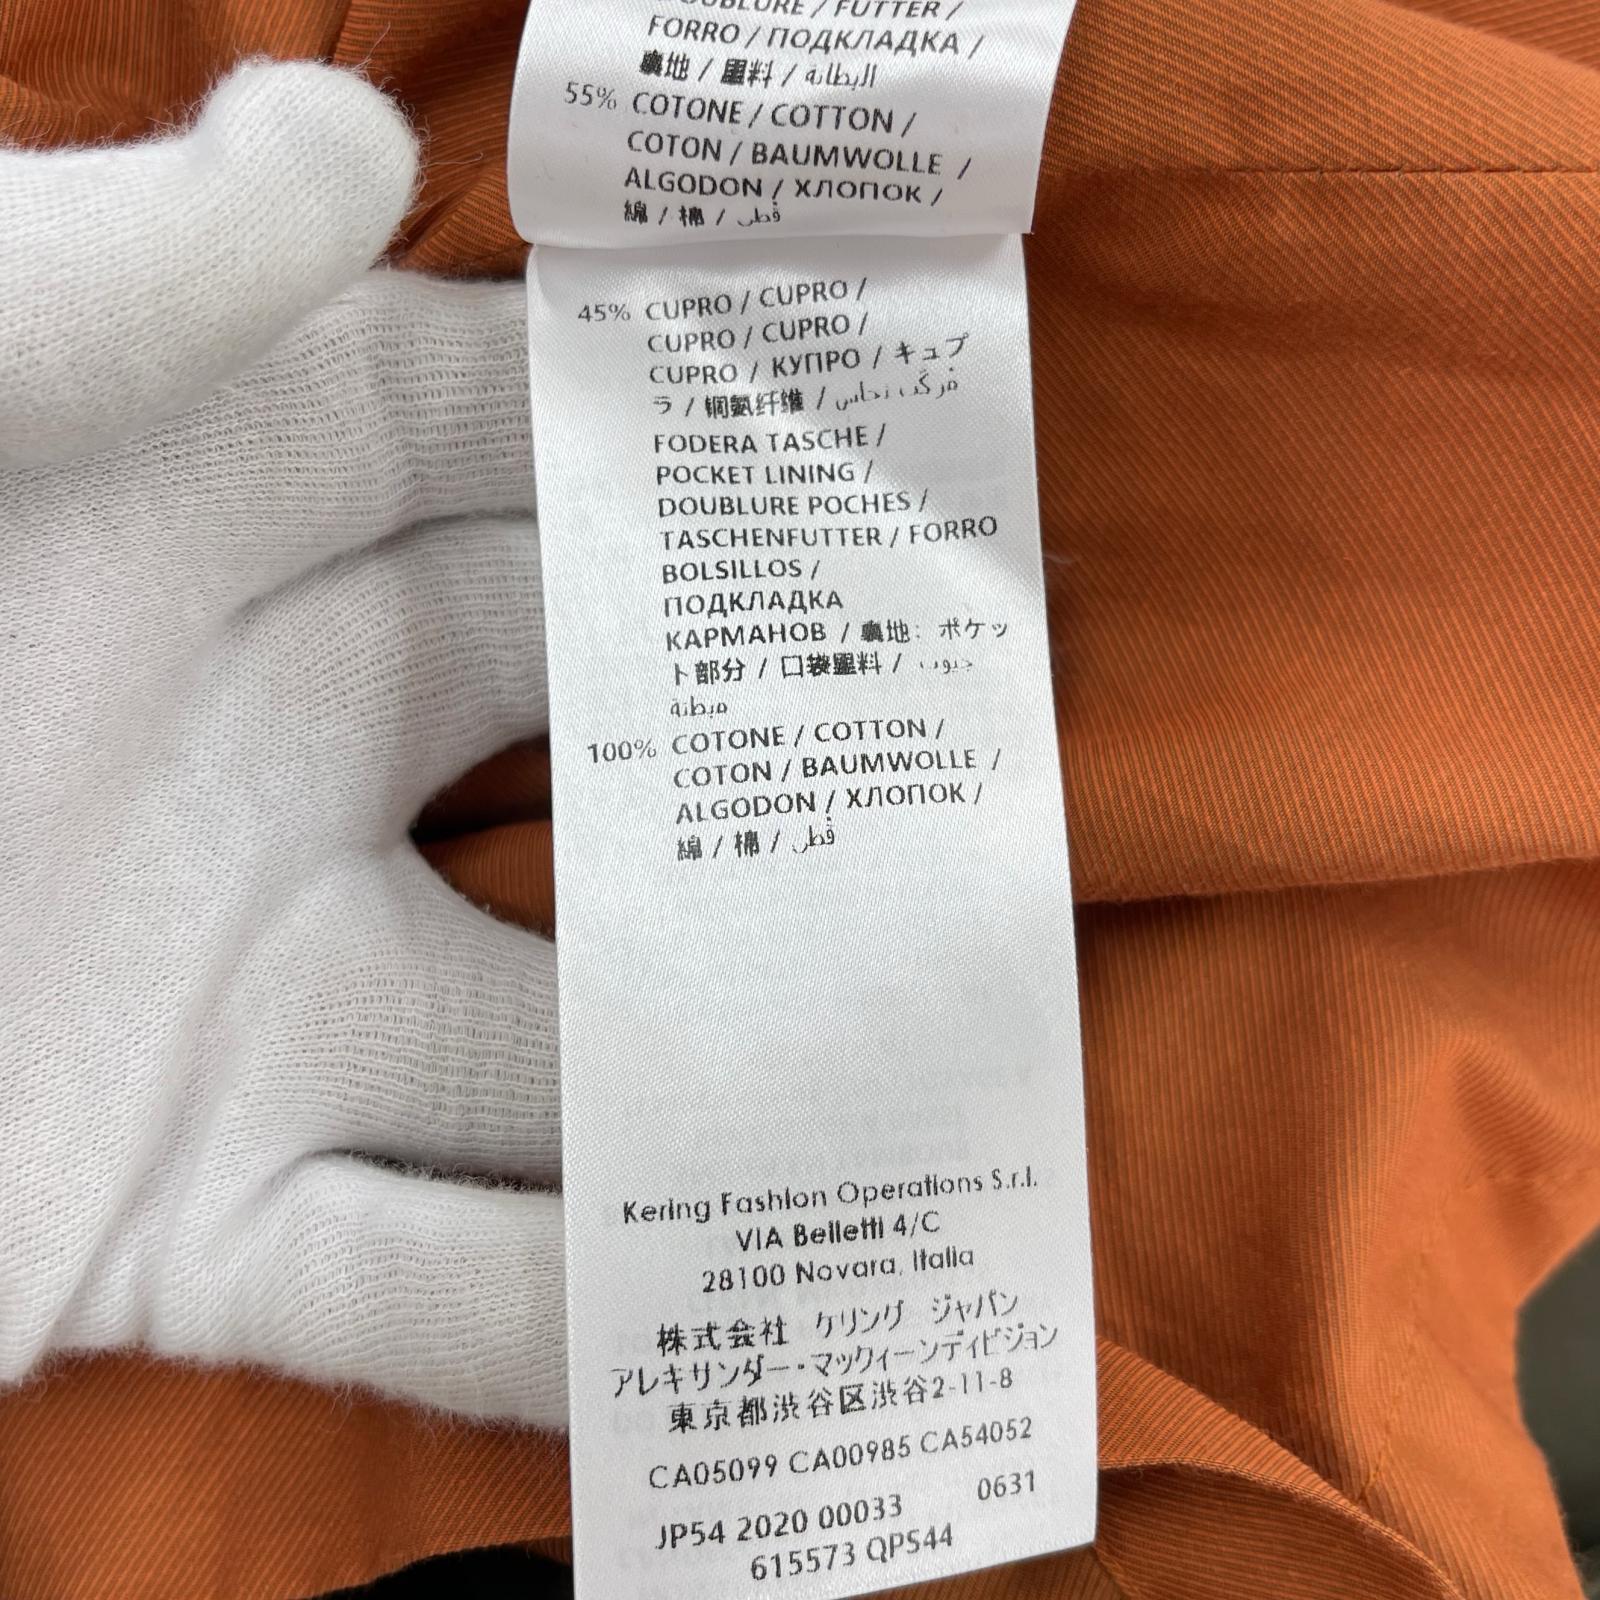 DOUBLURE / FUTTER /
FORRO / ПОДКЛАДКА /
裏地 / 里料 / البطانة
55% COTONE / COTTON /
COTON / BAUMWOLLE /
ALGODON / ХЛОПОК /
綿 / 棉 / قطن
45% CUPRO / CUPRO /
CUPRO / CUPRO /
CUPRO / КУПРО / キュプ
ラ / 铜氨纤维 / مركب نحاس
FODERA TASCHE /
POCKET LINING /
DOUBLURE POCHES /
TASCHENFUTTER / FORRO
BOLSILLOS /
ПОДКЛАДКА
КАРМАНОВ / 裏地: ポケッ
ト部分 / 口袋里料 / جيوب
مبطنة
100% COTONE / COTTON /
COTON / BAUMWOLLE /
ALGODON / ХЛОПОК /
綿 / 棉 / قطن
Kering Fashion Operations S.r.l.
VIA Belletti 4/C
28100 Novara, Italia
株式会社 ケリング ジャパン
アレキサンダー・マックィーンディビジョン
東京都渋谷区渋谷2-11-8
CA05099 CA00985 CA54052
JP54 2020 00033 0631
615573 QPS44